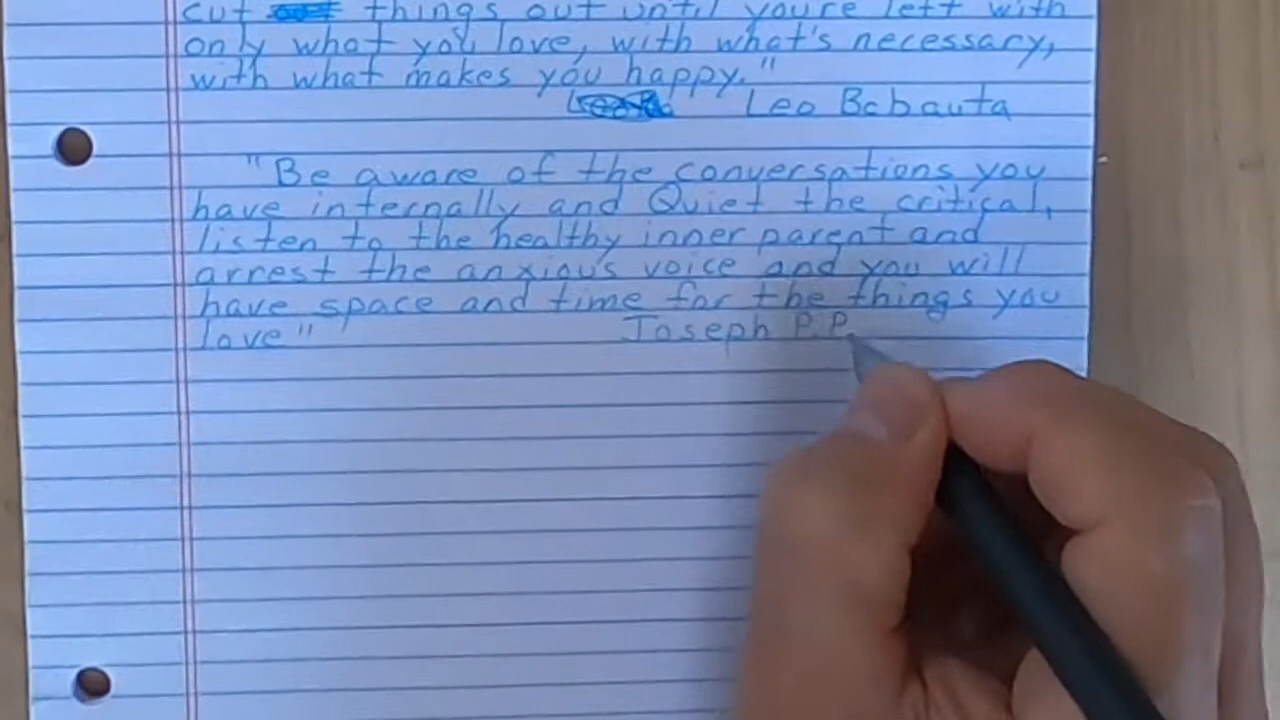 cut things out until you're left with
only what you love, with what's necessary,
with what makes you happy."
Leo Babauta
"Be aware of the conversations you
have internally and Quiet the critical,
listen to the healthy inner parent and
arrest the anxious voice and you will
have space and time for the things you
love" Joseph P.P.